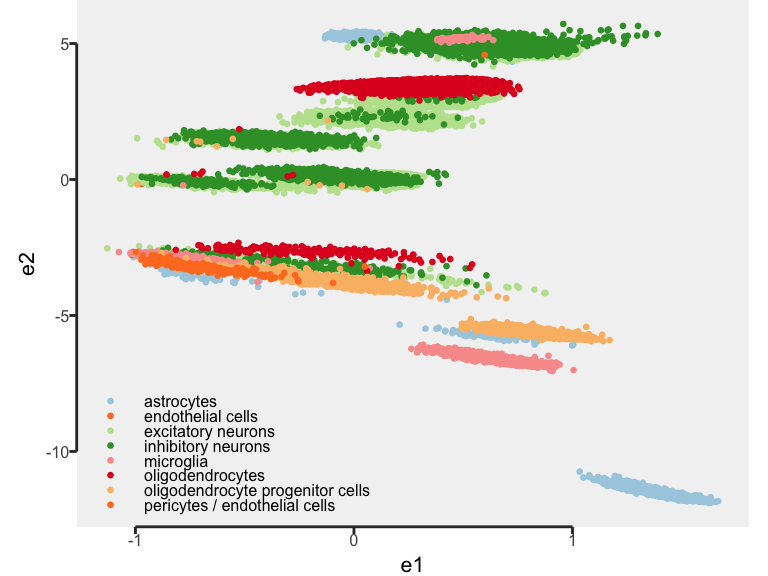 5
0
-5
-10
e2
astrocytes
endothelial cells
excitatory neurons
inhibitory neurons
microglia
oligodendrocytes
oligodendrocyte progenitor cells
pericytes / endothelial cells
-1
0
1
e1